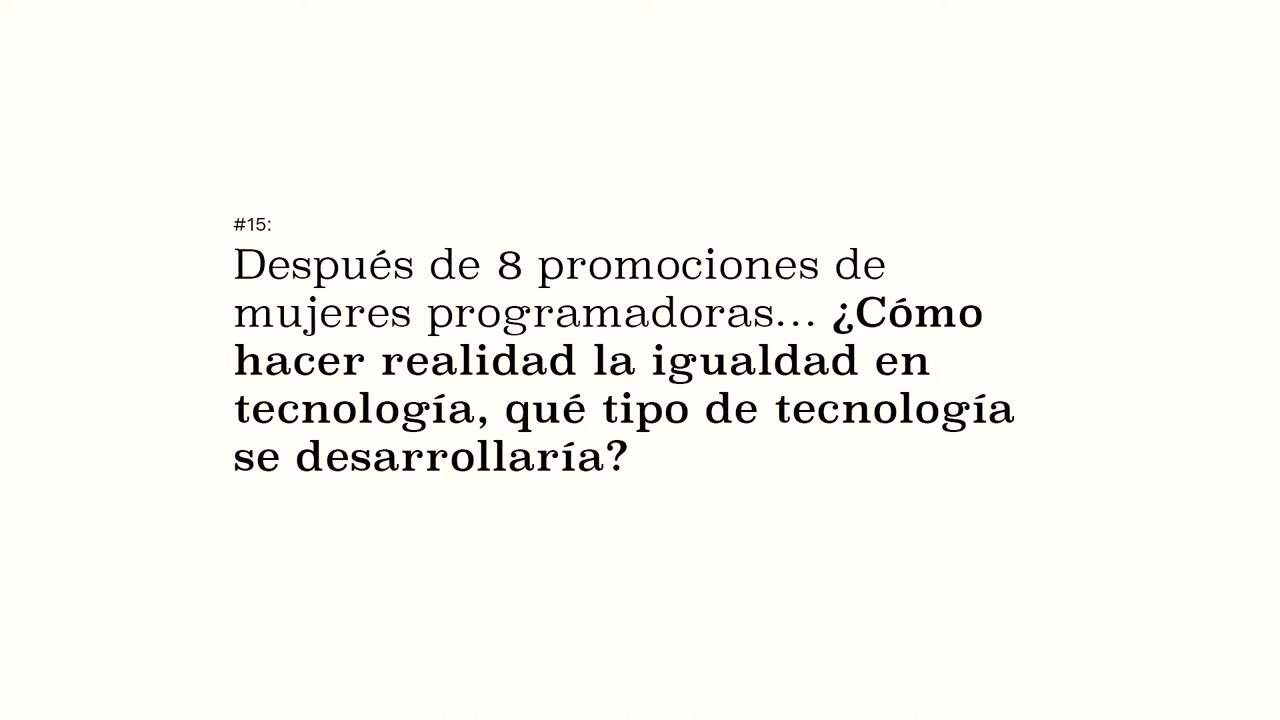 #15:
Después de 8 promociones de
mujeres programadoras... ¿Cómo
hacer realidad la igualdad en
tecnología, qué tipo de tecnología
se desarrollaría?